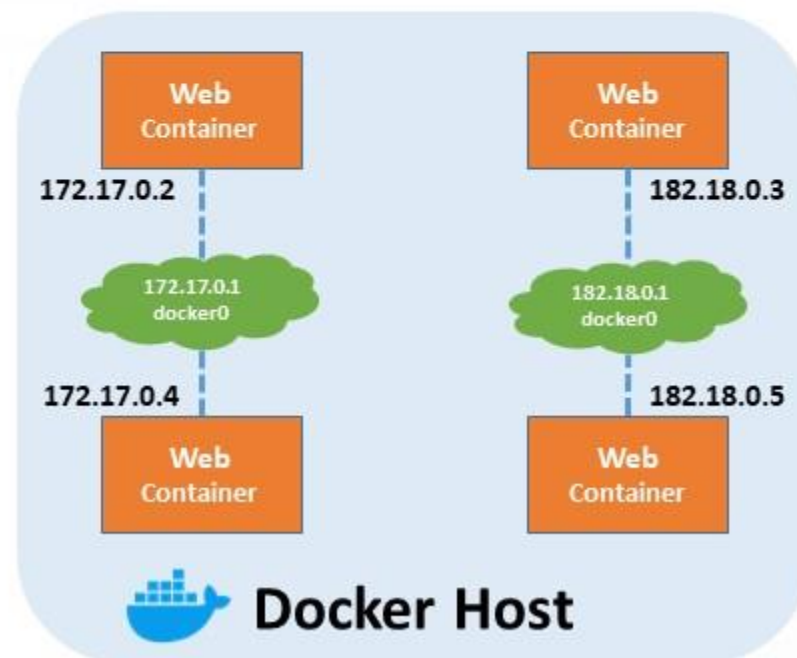 Web
Container
172.17.0.2
172.17.0.1
docker0
172.17.0.4
Web
Container
Web
Container
182.18.0.3
182.18.0.1
docker0
182.18.0.5
Web
Container
Docker Host